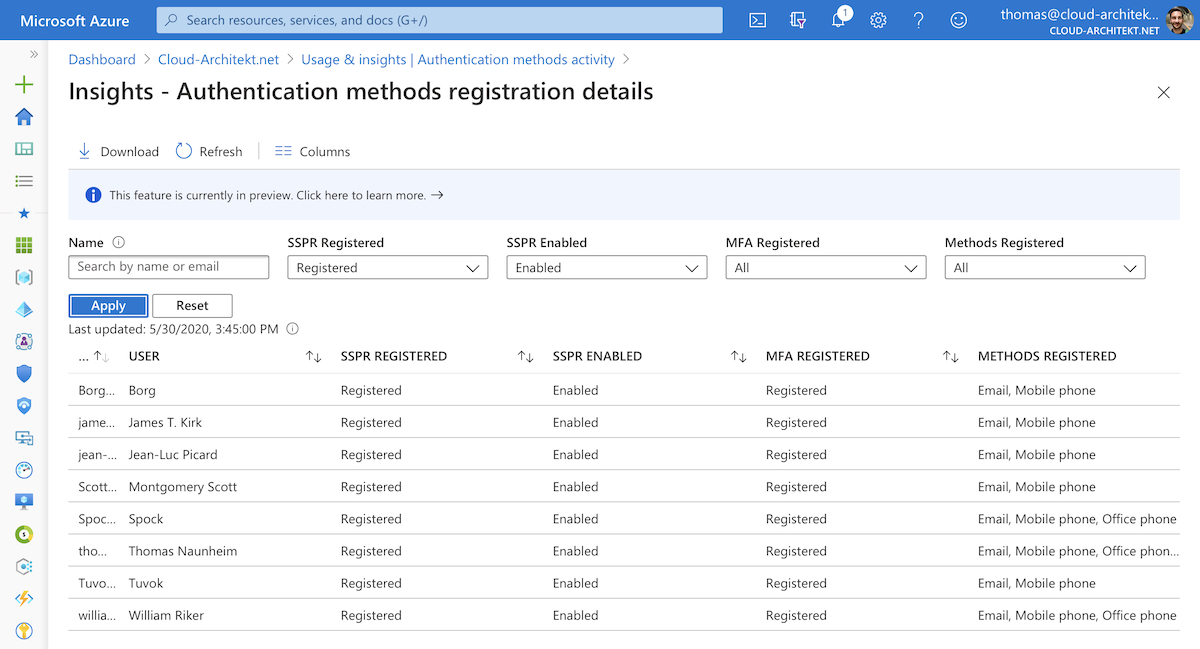 Microsoft Azure
Search resources, services, and docs (G+/)
1
thomas@cloud-architek...
CLOUD-ARCHITEKT.NET
Dashboard > Cloud-Architekt.net > Usage & insights | Authentication methods activity >
Insights - Authentication methods registration details
Download Refresh Columns
This feature is currently in preview. Click here to learn more. →
Name SSPR Registered SSPR Enabled MFA Registered Methods Registered
Search by name or email Registered Enabled All All
Apply Reset
Last updated: 5/30/2020, 3:45:00 PM
... USER SSPR REGISTERED SSPR ENABLED MFA REGISTERED METHODS REGISTERED
Borg... Borg Registered Enabled Registered Email, Mobile phone
jame... James T. Kirk Registered Enabled Registered Email, Mobile phone
jean-... Jean-Luc Picard Registered Enabled Registered Email, Mobile phone
Scott... Montgomery Scott Registered Enabled Registered Email, Mobile phone
Spoc... Spock Registered Enabled Registered Email, Mobile phone, Office phone
tho... Thomas Naunheim Registered Enabled Registered Email, Mobile phone, Office phon...
Tuvo... Tuvok Registered Enabled Registered Email, Mobile phone
willia... William Riker Registered Enabled Registered Email, Mobile phone, Office phone